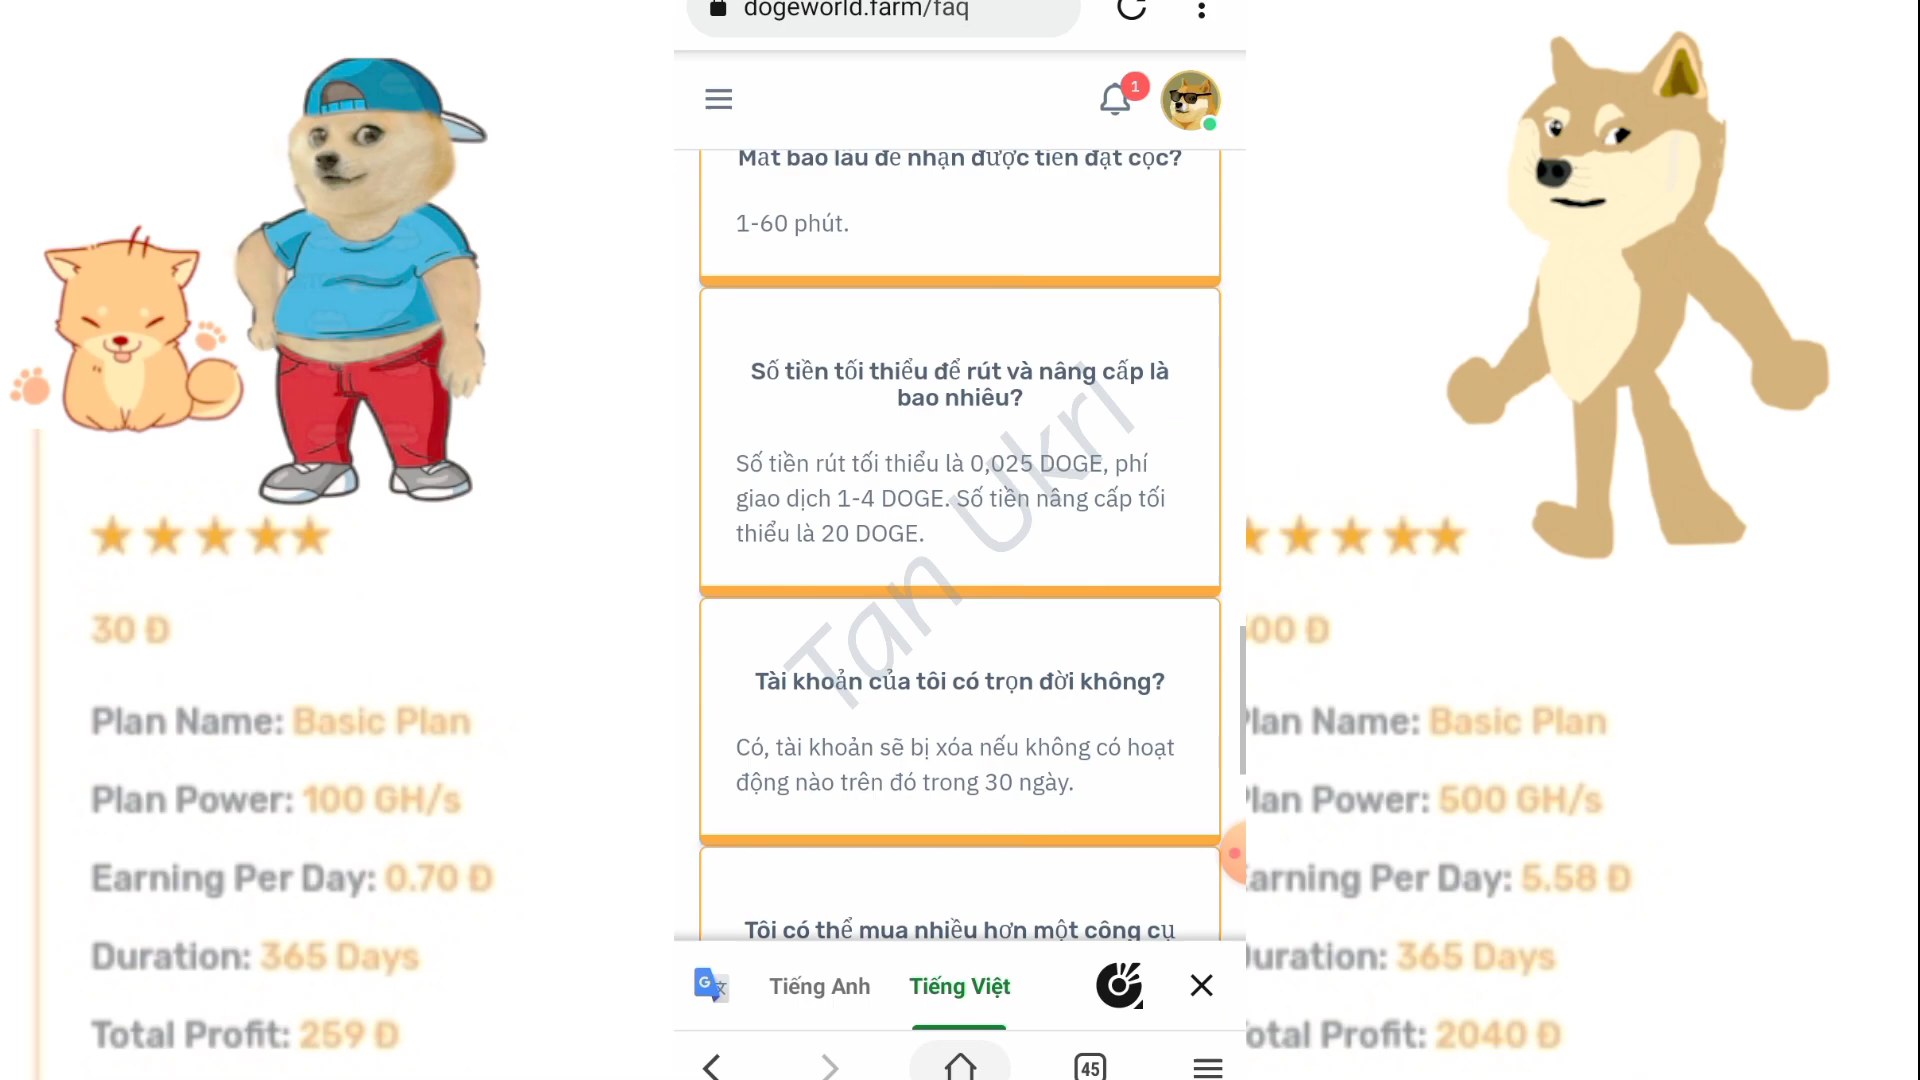 dogeworld.farm/faq
1
Mất bao lâu để nhận được tiền đặt cọc?
1-60 phút.
Số tiền tối thiểu để rút và nâng cấp là
bao nhiêu?
Số tiền rút tối thiểu là 0,025 DOGE, phí
giao dịch 1-4 DOGE. Số tiền nâng cấp tối
thiểu là 20 DOGE.
Tài khoản của tôi có trọn đời không?
Có, tài khoản sẽ bị xóa nếu không có hoạt
động nào trên đó trong 30 ngày.
Tôi có thể mua nhiều hơn một công cụ
Tan Ukri
Tiếng Anh
Tiếng Việt
45
30 Đ
Plan Name: Basic Plan
Plan Power: 100 GH/s
Earning Per Day: 0.70 Đ
Duration: 365 Days
Total Profit: 259 Đ
00 Đ
Plan Name: Basic Plan
Plan Power: 500 GH/s
Earning Per Day: 5.58 Đ
Duration: 365 Days
Total Profit: 2040 Đ